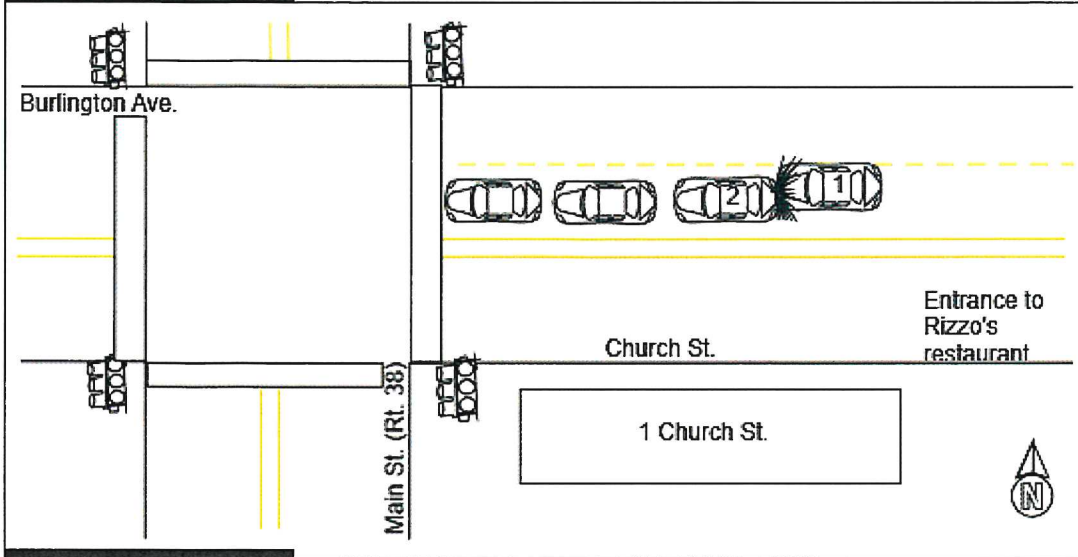 Burlington Ave.
2
1
Entrance to
Rizzo's
restaurant
Church St.
Main St. (Rt. 38)
1 Church St.
N